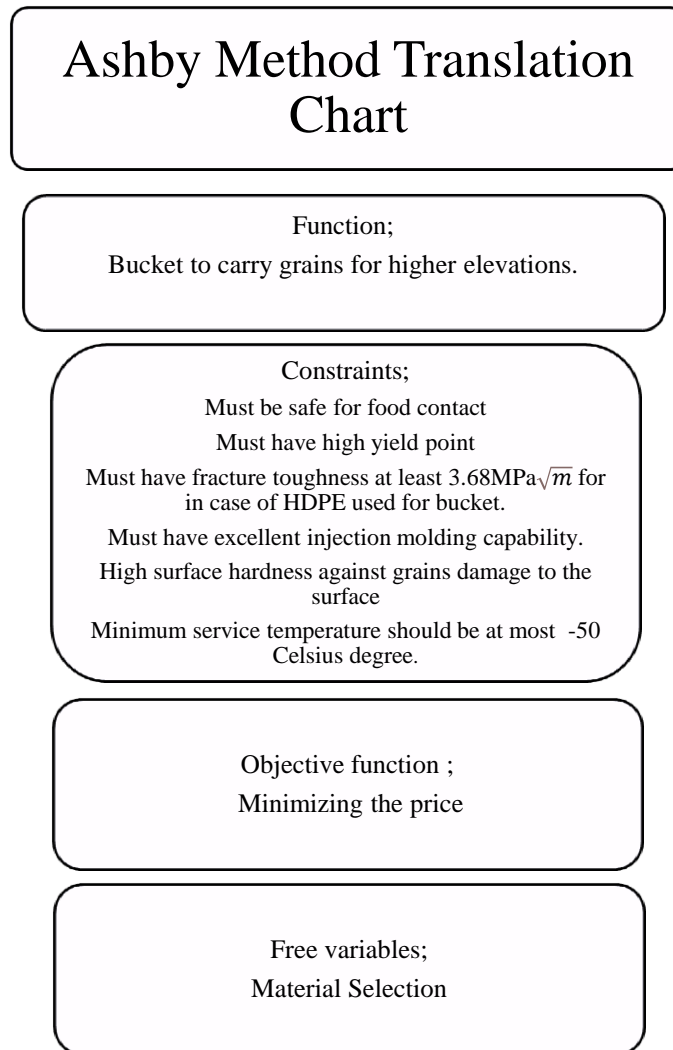 Ashby Method Translation
Chart
Function;
Bucket to carry grains for higher elevations.
Constraints;
Must be safe for food contact
Must have high yield point
Must have fracture toughness at least 3.68MPa√m for
in case of HDPE used for bucket.
Must have excellent injection molding capability.
High surface hardness against grains damage to the
surface
Minimum service temperature should be at most -50
Celsius degree.
Objective function ;
Minimizing the price
Free variables;
Material Selection